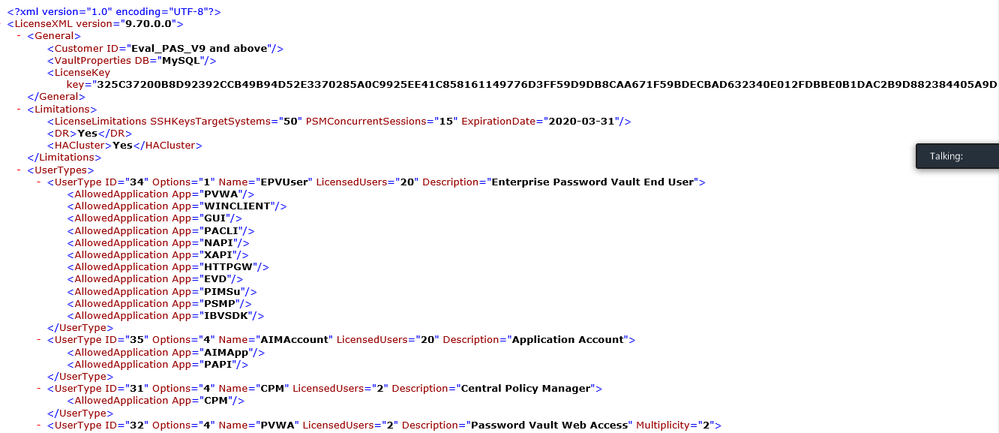 <?xml version="1.0" encoding="UTF-8"?>
- <LicenseXML version="9.70.0.0">
- <General>
<Customer ID="Eval_PAS_V9 and above"/>
<VaultProperties DB="MySQL"/>
<LicenseKey
key="325C37200B8D92392CCB49B94D52E3370285A0C9925EE41C858161149776D3FF59D9DB8CAA671F59BDECBAD632340E012FDBBE0B1DAC2B9D882384405A9D
</General>
- <Limitations>
<LicenseLimitations SSHKeysTargetSystems="50" PSMConcurrentSessions="15" ExpirationDate="2020-03-31"/>
<DR>Yes</DR>
<HACluster>Yes</HACluster>
</Limitations>
Talking:
- <UserTypes>
- <UserType ID="34" Options="1" Name="EPVUser" LicensedUsers="20" Description="Enterprise Password Vault End User">
<AllowedApplication App="PVWA"/>
<AllowedApplication App="WINCLIENT"/>
<AllowedApplication App="GUI"/>
<AllowedApplication App="PACLI"/>
<AllowedApplication App="NAPI"/>
<AllowedApplication App="XAPI"/>
<AllowedApplication App="HTTPGW"/>
<AllowedApplication App="EVD"/>
<AllowedApplication App="PIMSu"/>
<AllowedApplication App="PSMP"/>
<AllowedApplication App="IBVSDK"/>
</UserType>
- <UserType ID="35" Options="4" Name="AIMAccount" LicensedUsers="20" Description="Application Account">
<AllowedApplication App="AIMApp"/>
<AllowedApplication App="PAPI"/>
</UserType>
- <UserType ID="31" Options="4" Name="CPM" LicensedUsers="2" Description="Central Policy Manager">
<AllowedApplication App="CPM"/>
</UserType>
- <UserType ID="32" Options="4" Name="PVWA" LicensedUsers="2" Description="Password Vault Web Access" Multiplicity="2">